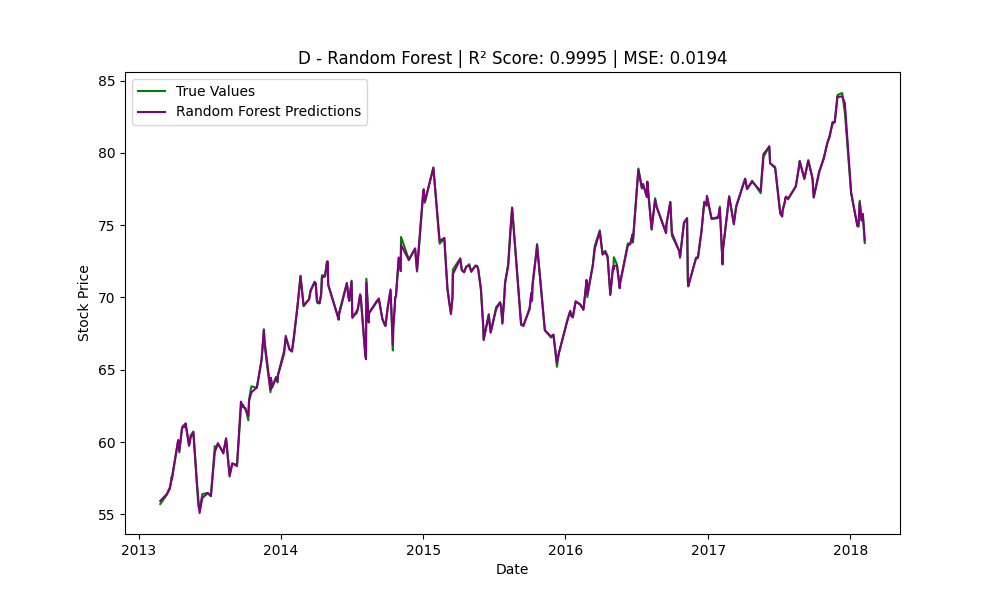 D - Random Forest | R² Score: 0.9995 | MSE: 0.0194
True Values
Random Forest Predictions
85
80
75
70
65
60
55
Stock Price
2013 2014 2015 2016 2017 2018
Date